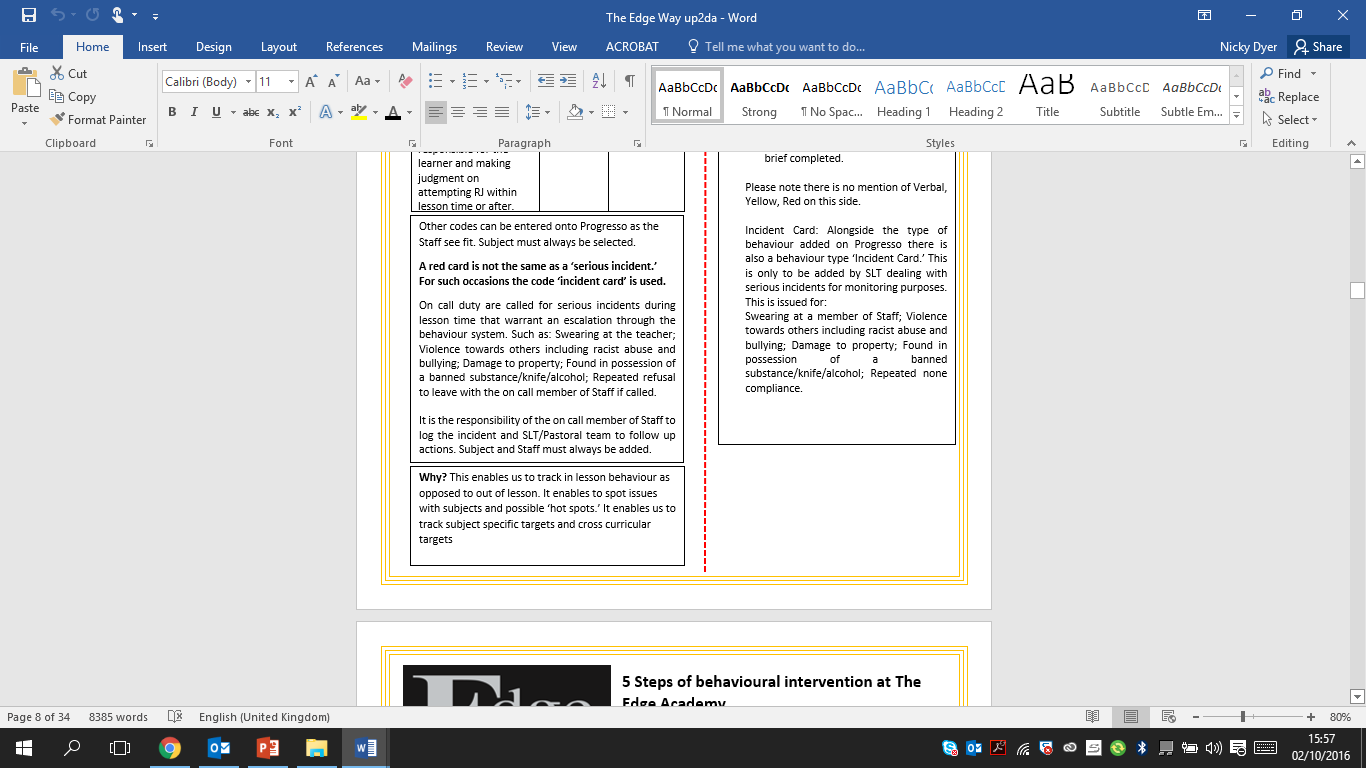 The Edge Way up2da - Word
File Home Insert Design Layout References Mailings Review View ACROBAT Tell me what you want to do... Nicky Dyer Share
Paste
Cut
Copy
Format Painter
Clipboard
Calibri (Body) 11
Font
Paragraph
AaBbCcDc AaBbCcDc AaBbCcDc AaBbCc AaBbCcD AaB AaBbCcD AaBbCcDc
¶ Normal Strong ¶ No Spac... Heading 1 Heading 2 Title Subtitle Subtle Em...
Styles
Find
Replace
Select
Editing
learner and making
judgment on
attempting RJ within
lesson time or after.
Other codes can be entered onto Progresso as the
Staff see fit. Subject must always be selected.
A red card is not the same as a ‘serious incident.’
For such occasions the code ‘incident card’ is used.
On call duty are called for serious incidents during
lesson time that warrant an escalation through the
behaviour system. Such as: Swearing at the teacher;
Violence towards others including racist abuse and
bullying; Damage to property; Found in possession of
a banned substance/knife/alcohol; Repeated refusal
to leave with the on call member of Staff if called.
It is the responsibility of the on call member of Staff to
log the incident and SLT/Pastoral team to follow up
actions. Subject and Staff must always be added.
Why? This enables us to track in lesson behaviour as
opposed to out of lesson. It enables to spot issues
with subjects and possible ‘hot spots.’ It enables us to
track subject specific targets and cross curricular
targets
brief completed.
Please note there is no mention of Verbal,
Yellow, Red on this side.
Incident Card: Alongside the type of
behaviour added on Progresso there is
also a behaviour type ‘Incident Card.’ This
is only to be added by SLT dealing with
serious incidents for monitoring purposes.
This is issued for:
Swearing at a member of Staff; Violence
towards others including racist abuse and
bullying; Damage to property; Found in
possession of a banned
substance/knife/alcohol; Repeated none
compliance.
Edge
5 Steps of behavioural intervention at The
Edge Academy
Page 8 of 34 8389 words English (United Kingdom) 80%
15:57
02/10/2016